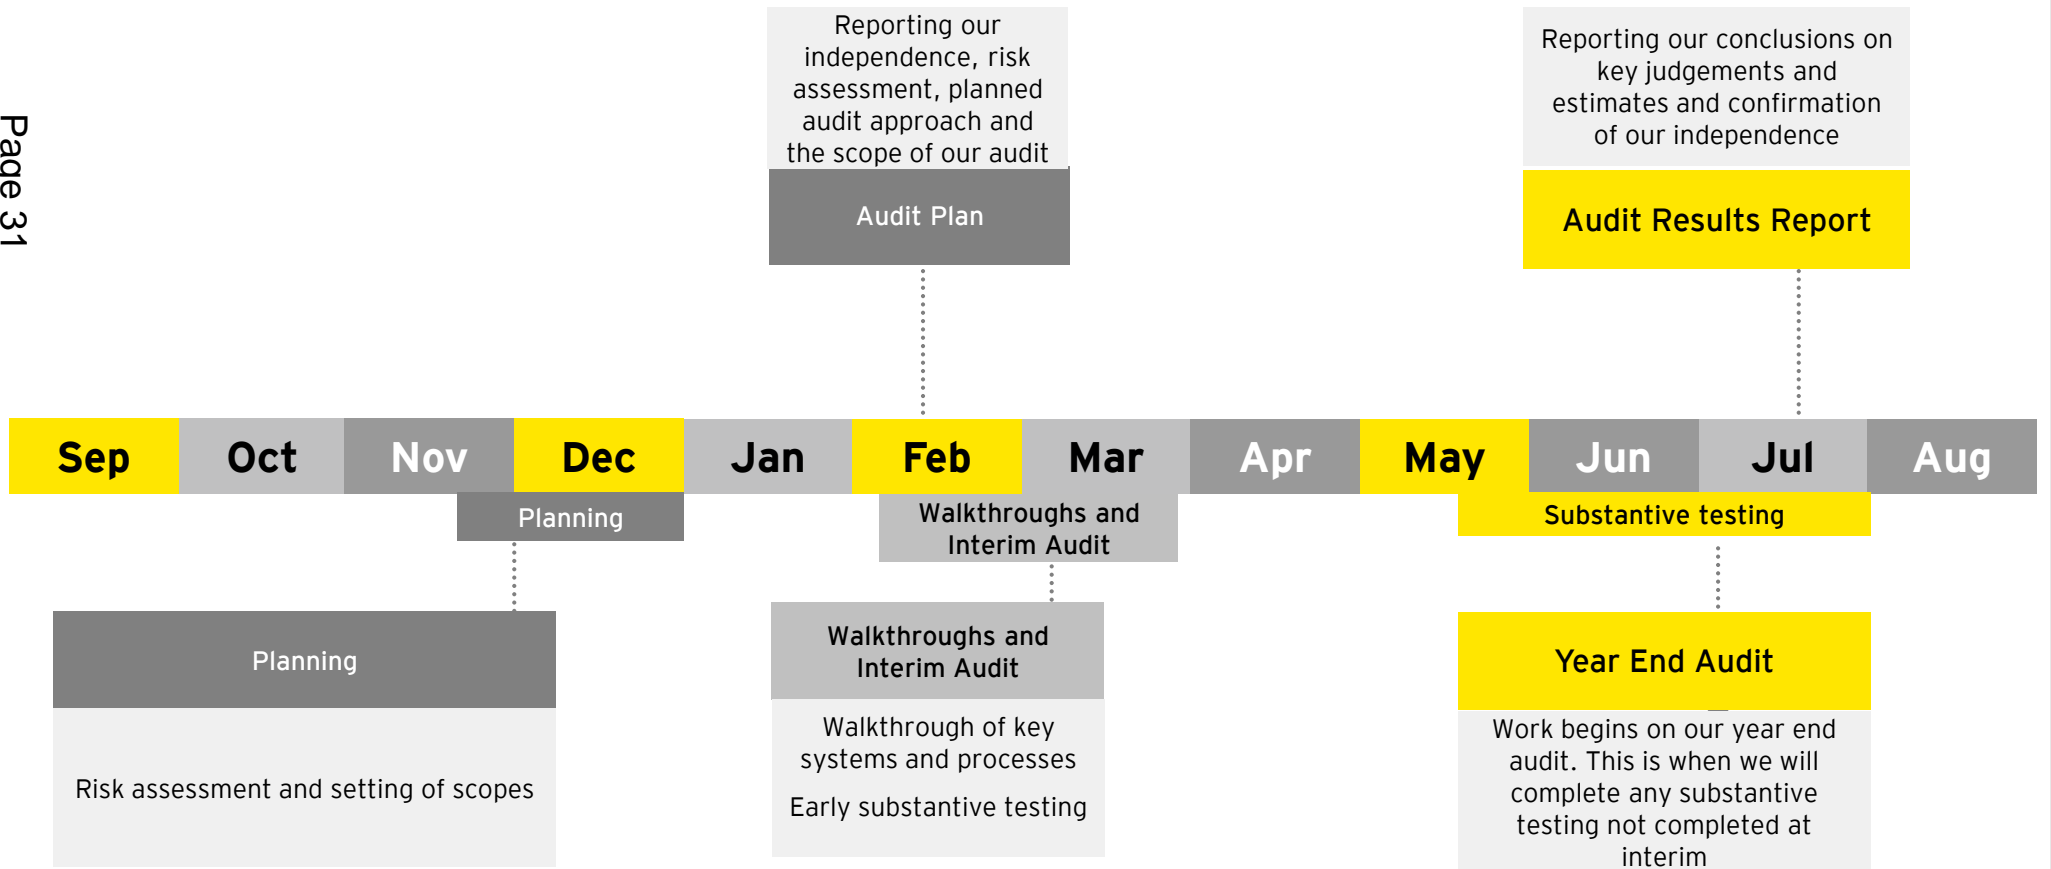 Page 31
Reporting our
independence, risk
assessment, planned
audit approach and
the scope of our audit
Audit Plan
Reporting our conclusions on
key judgements and
estimates and confirmation
of our independence
Audit Results Report
Sep Oct Nov Dec Jan Feb Mar Apr May Jun Jul Aug
Planning
Walkthroughs and
Interim Audit
Substantive testing
Planning
Risk assessment and setting of scopes
Walkthroughs and
Interim Audit
Walkthrough of key
systems and processes
Early substantive testing
Year End Audit
Work begins on our year end
audit. This is when we will
complete any substantive
testing not completed at
interim